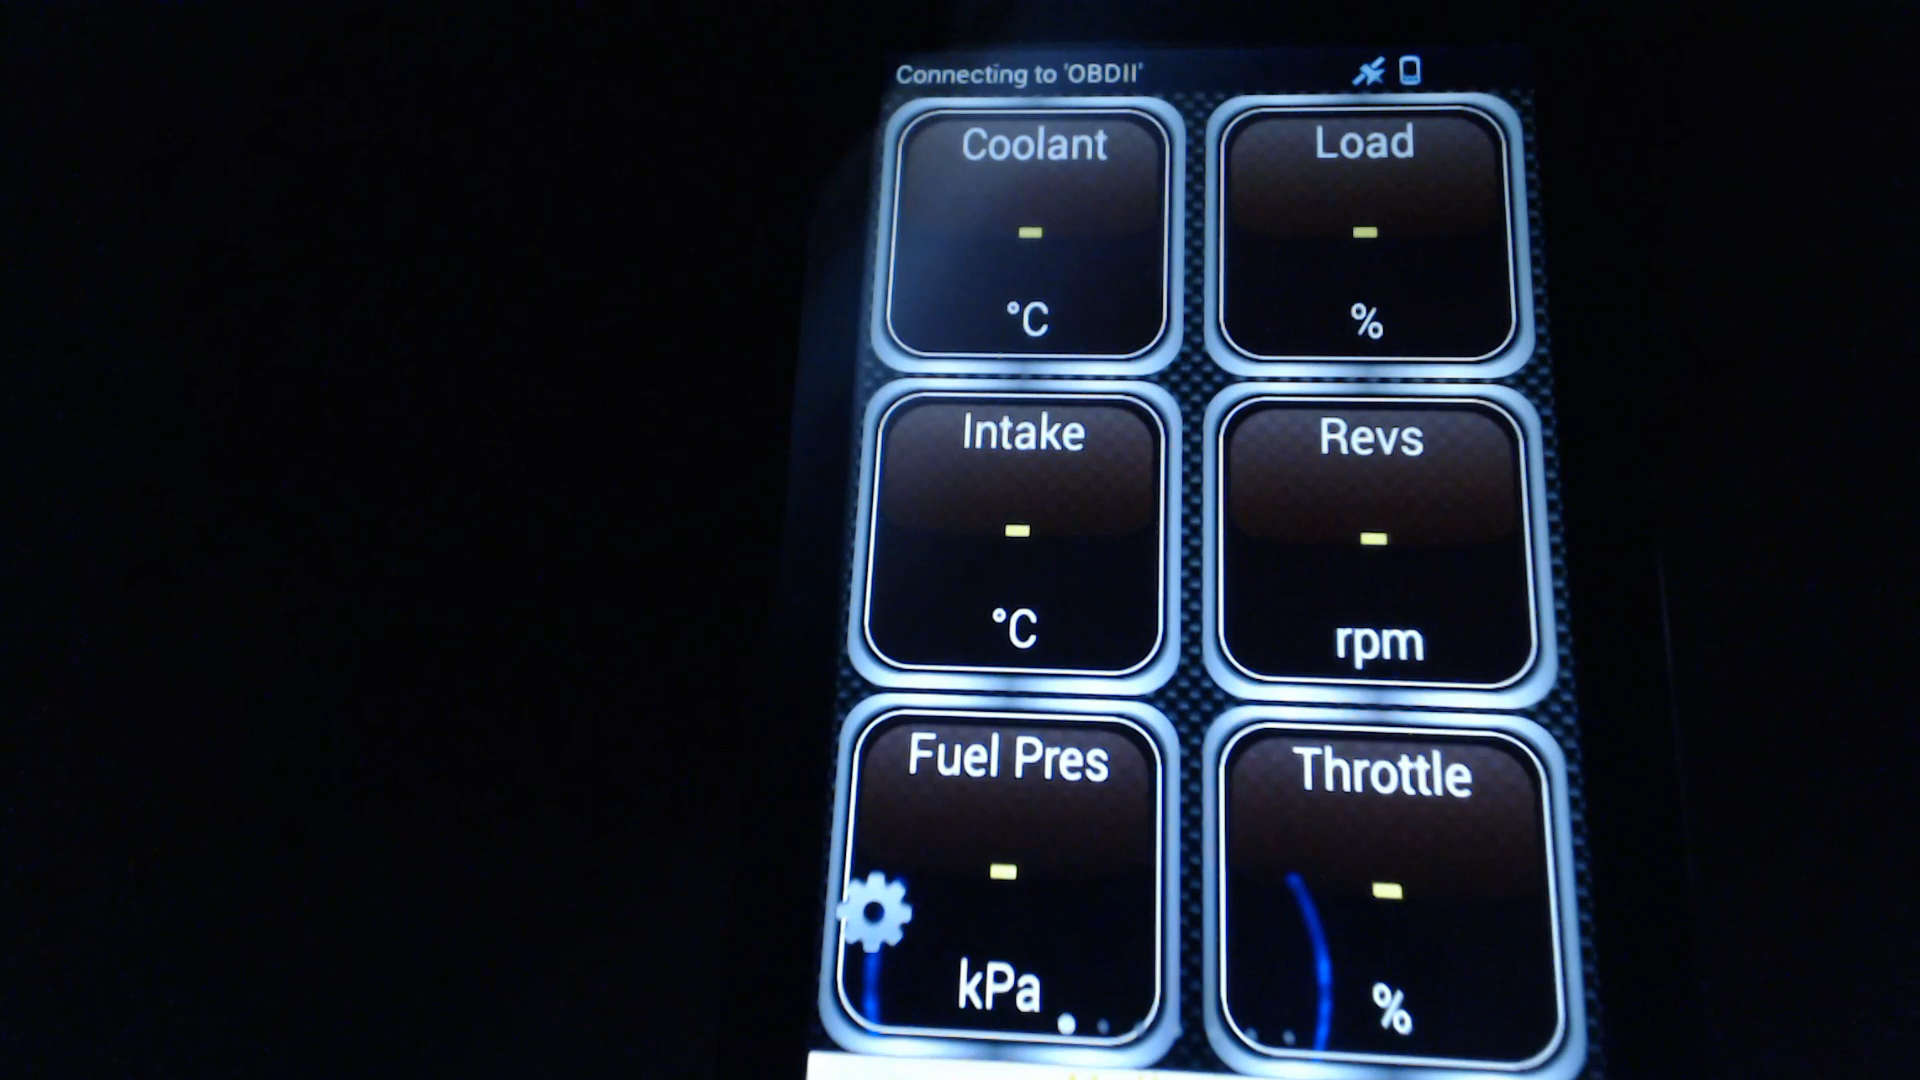 Connecting to 'OBDII'
Coolant
-
°C
Load
-
%
Intake
-
°C
Revs
-
rpm
Fuel Pres
-
kPa
Throttle
-
%